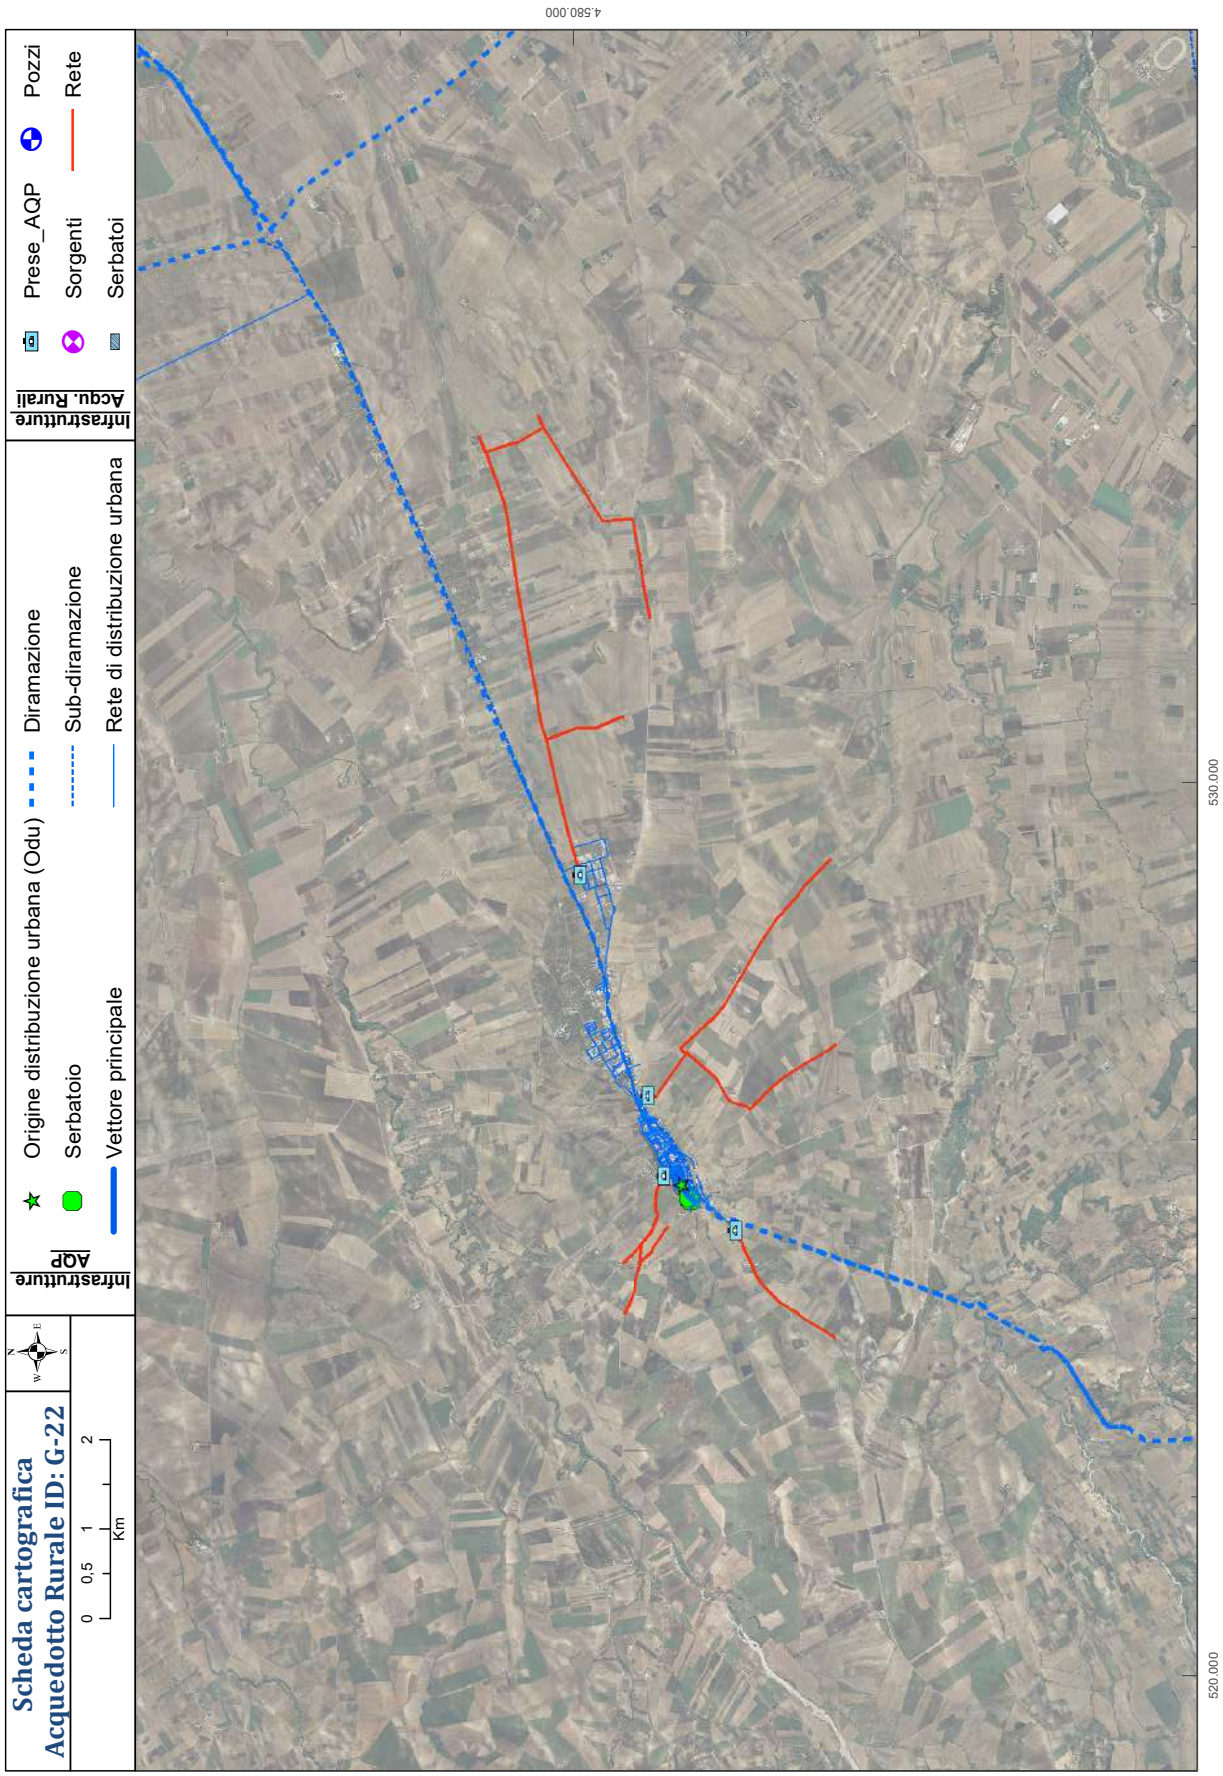 Scheda cartografica
Acquedotto Rurale ID: G-22
0 0,5 1 2
Km
N
W E
S
Infrastrutture
AQP
Origine distribuzione urbana (Odu)
Serbatoio
Vettore principale
Diramazione
Sub-diramazione
Rete di distribuzione urbana
Infrastrutture
Acqu. Rurali
Prese_AQP
Sorgenti
Serbatoi
Pozzi
Rete
4.580.000
520.000
530.000